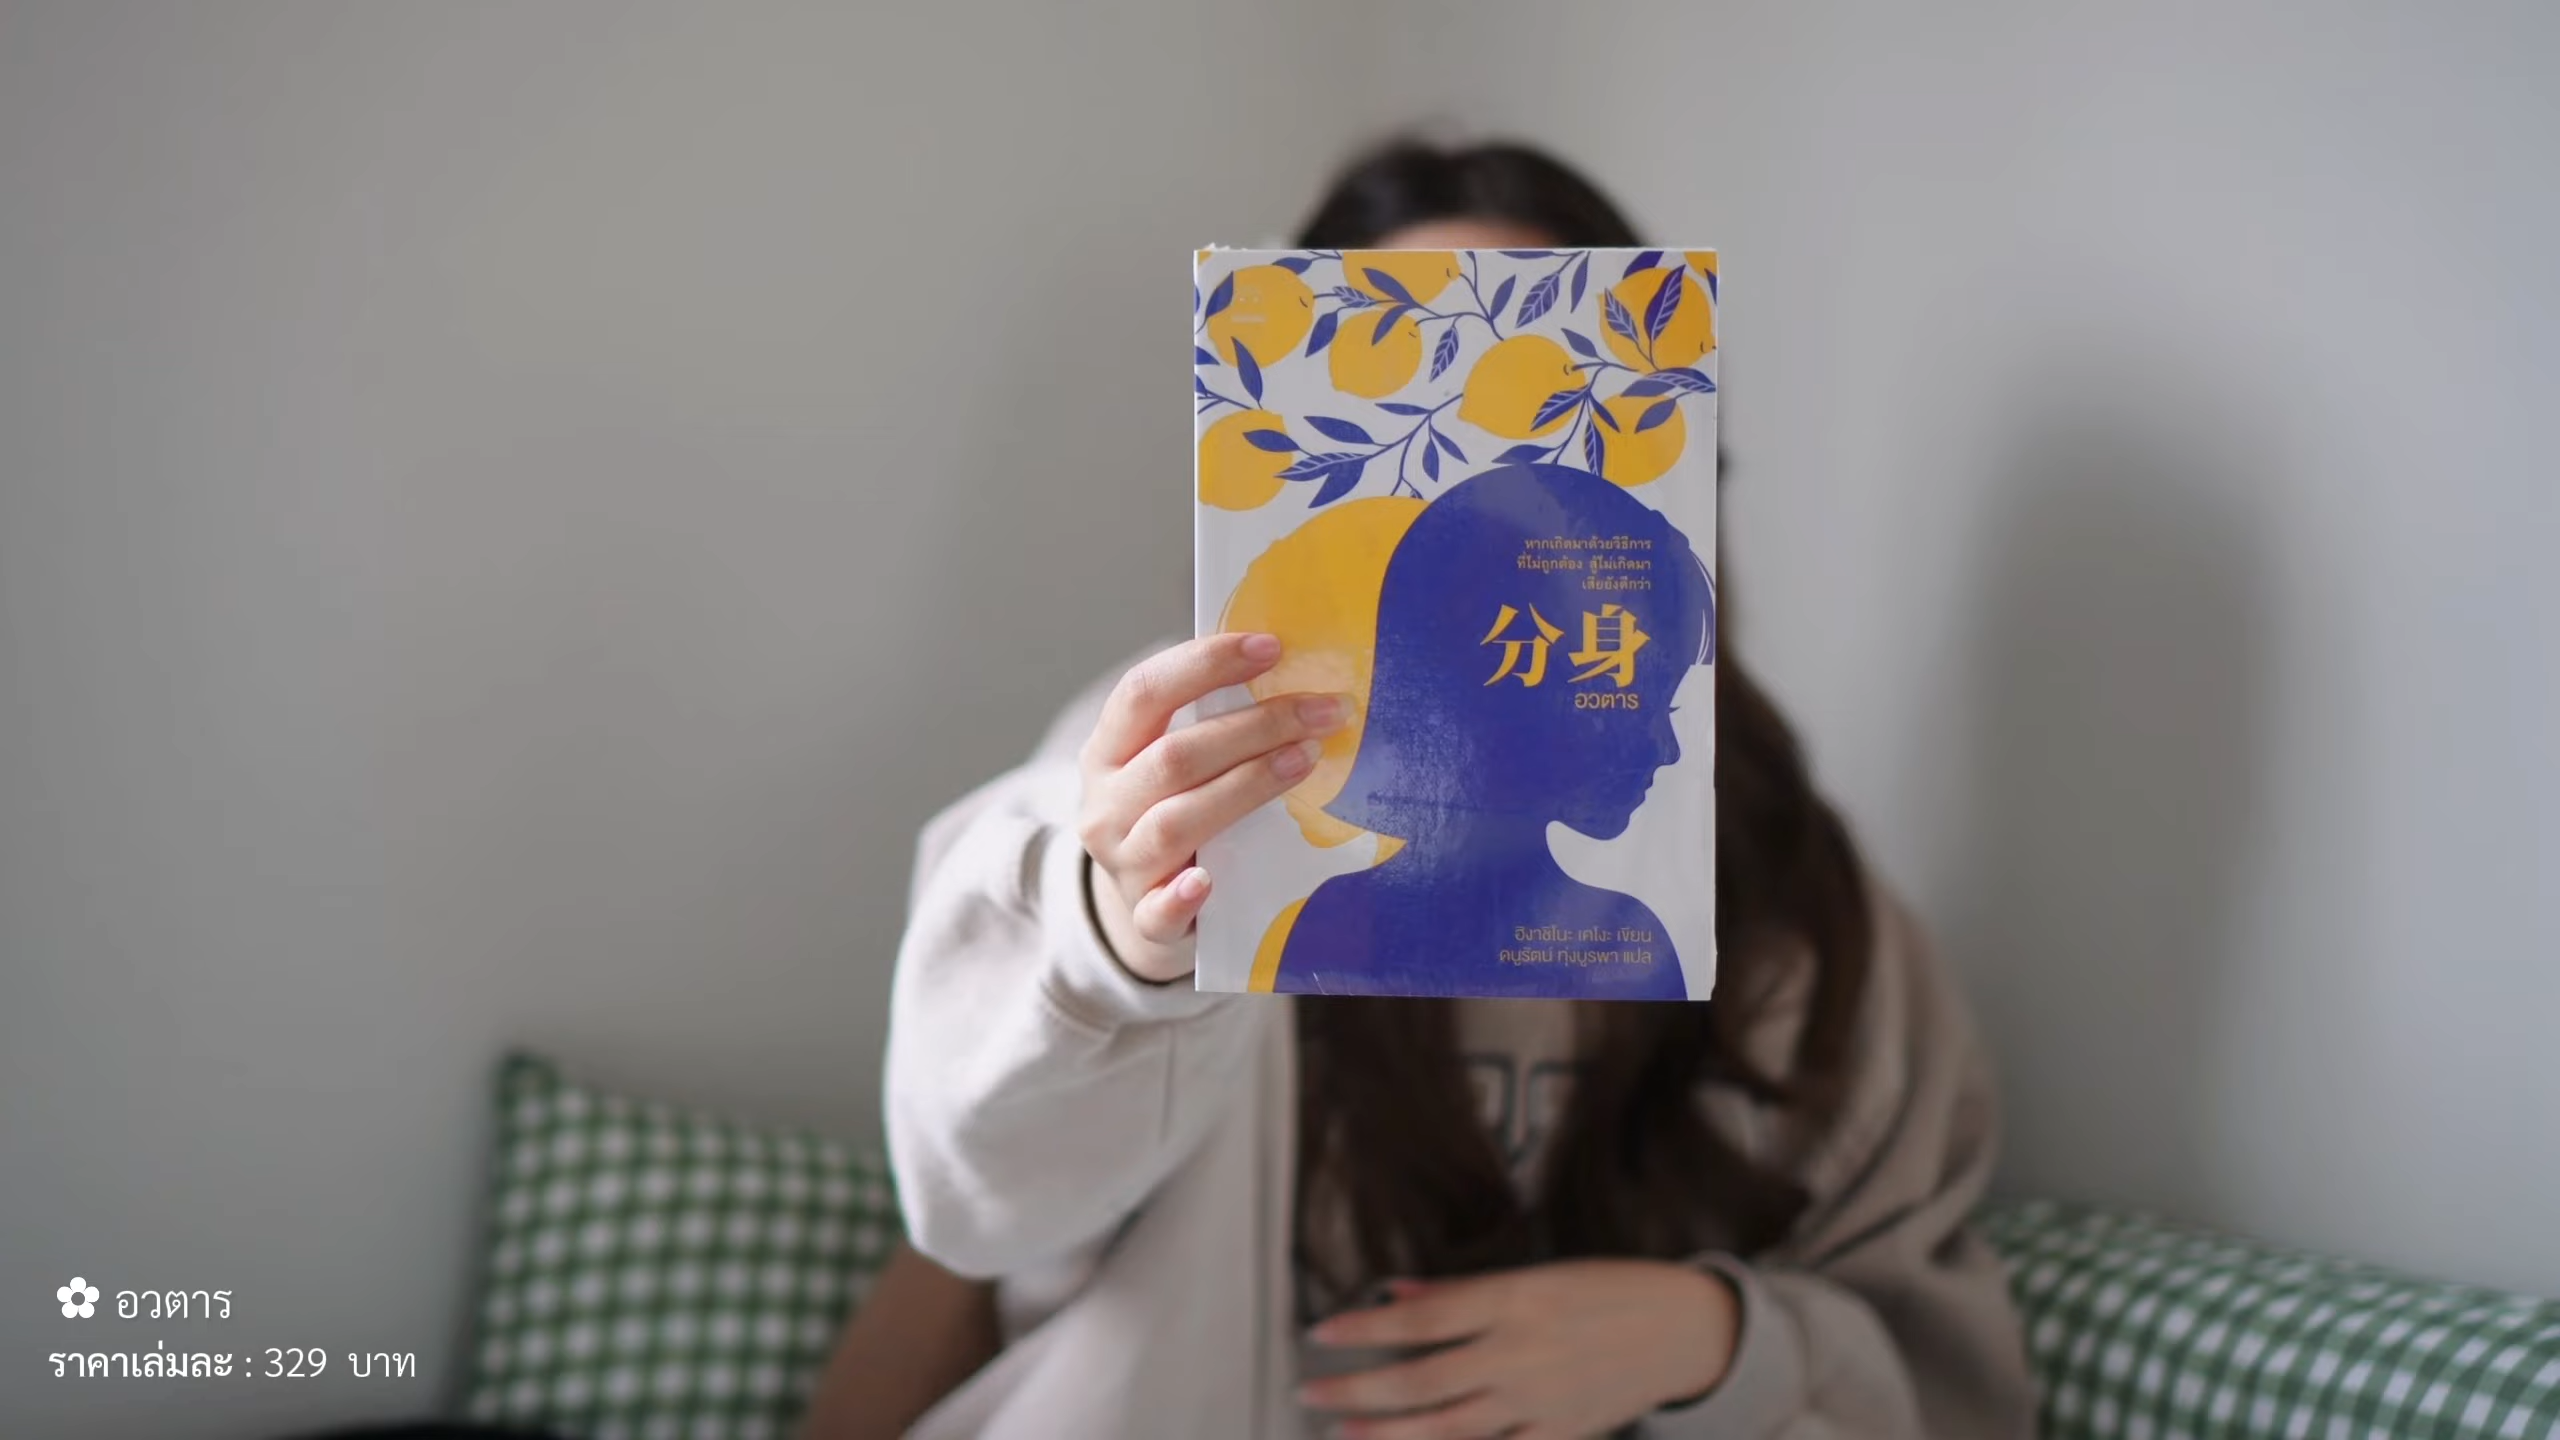 หากเกิดมาด้วยวิธีการ
ที่ไม่ถูกต้อง สู้ไม่เกิดมา
เสียยังดีกว่า
分身
อวตาร
ฮิงาชิโนะ เคโงะ เขียน
ดนูรัตน์ ทุ่งบูรพา แปล
อวตาร
ราคาเล่มละ : 329 บาท